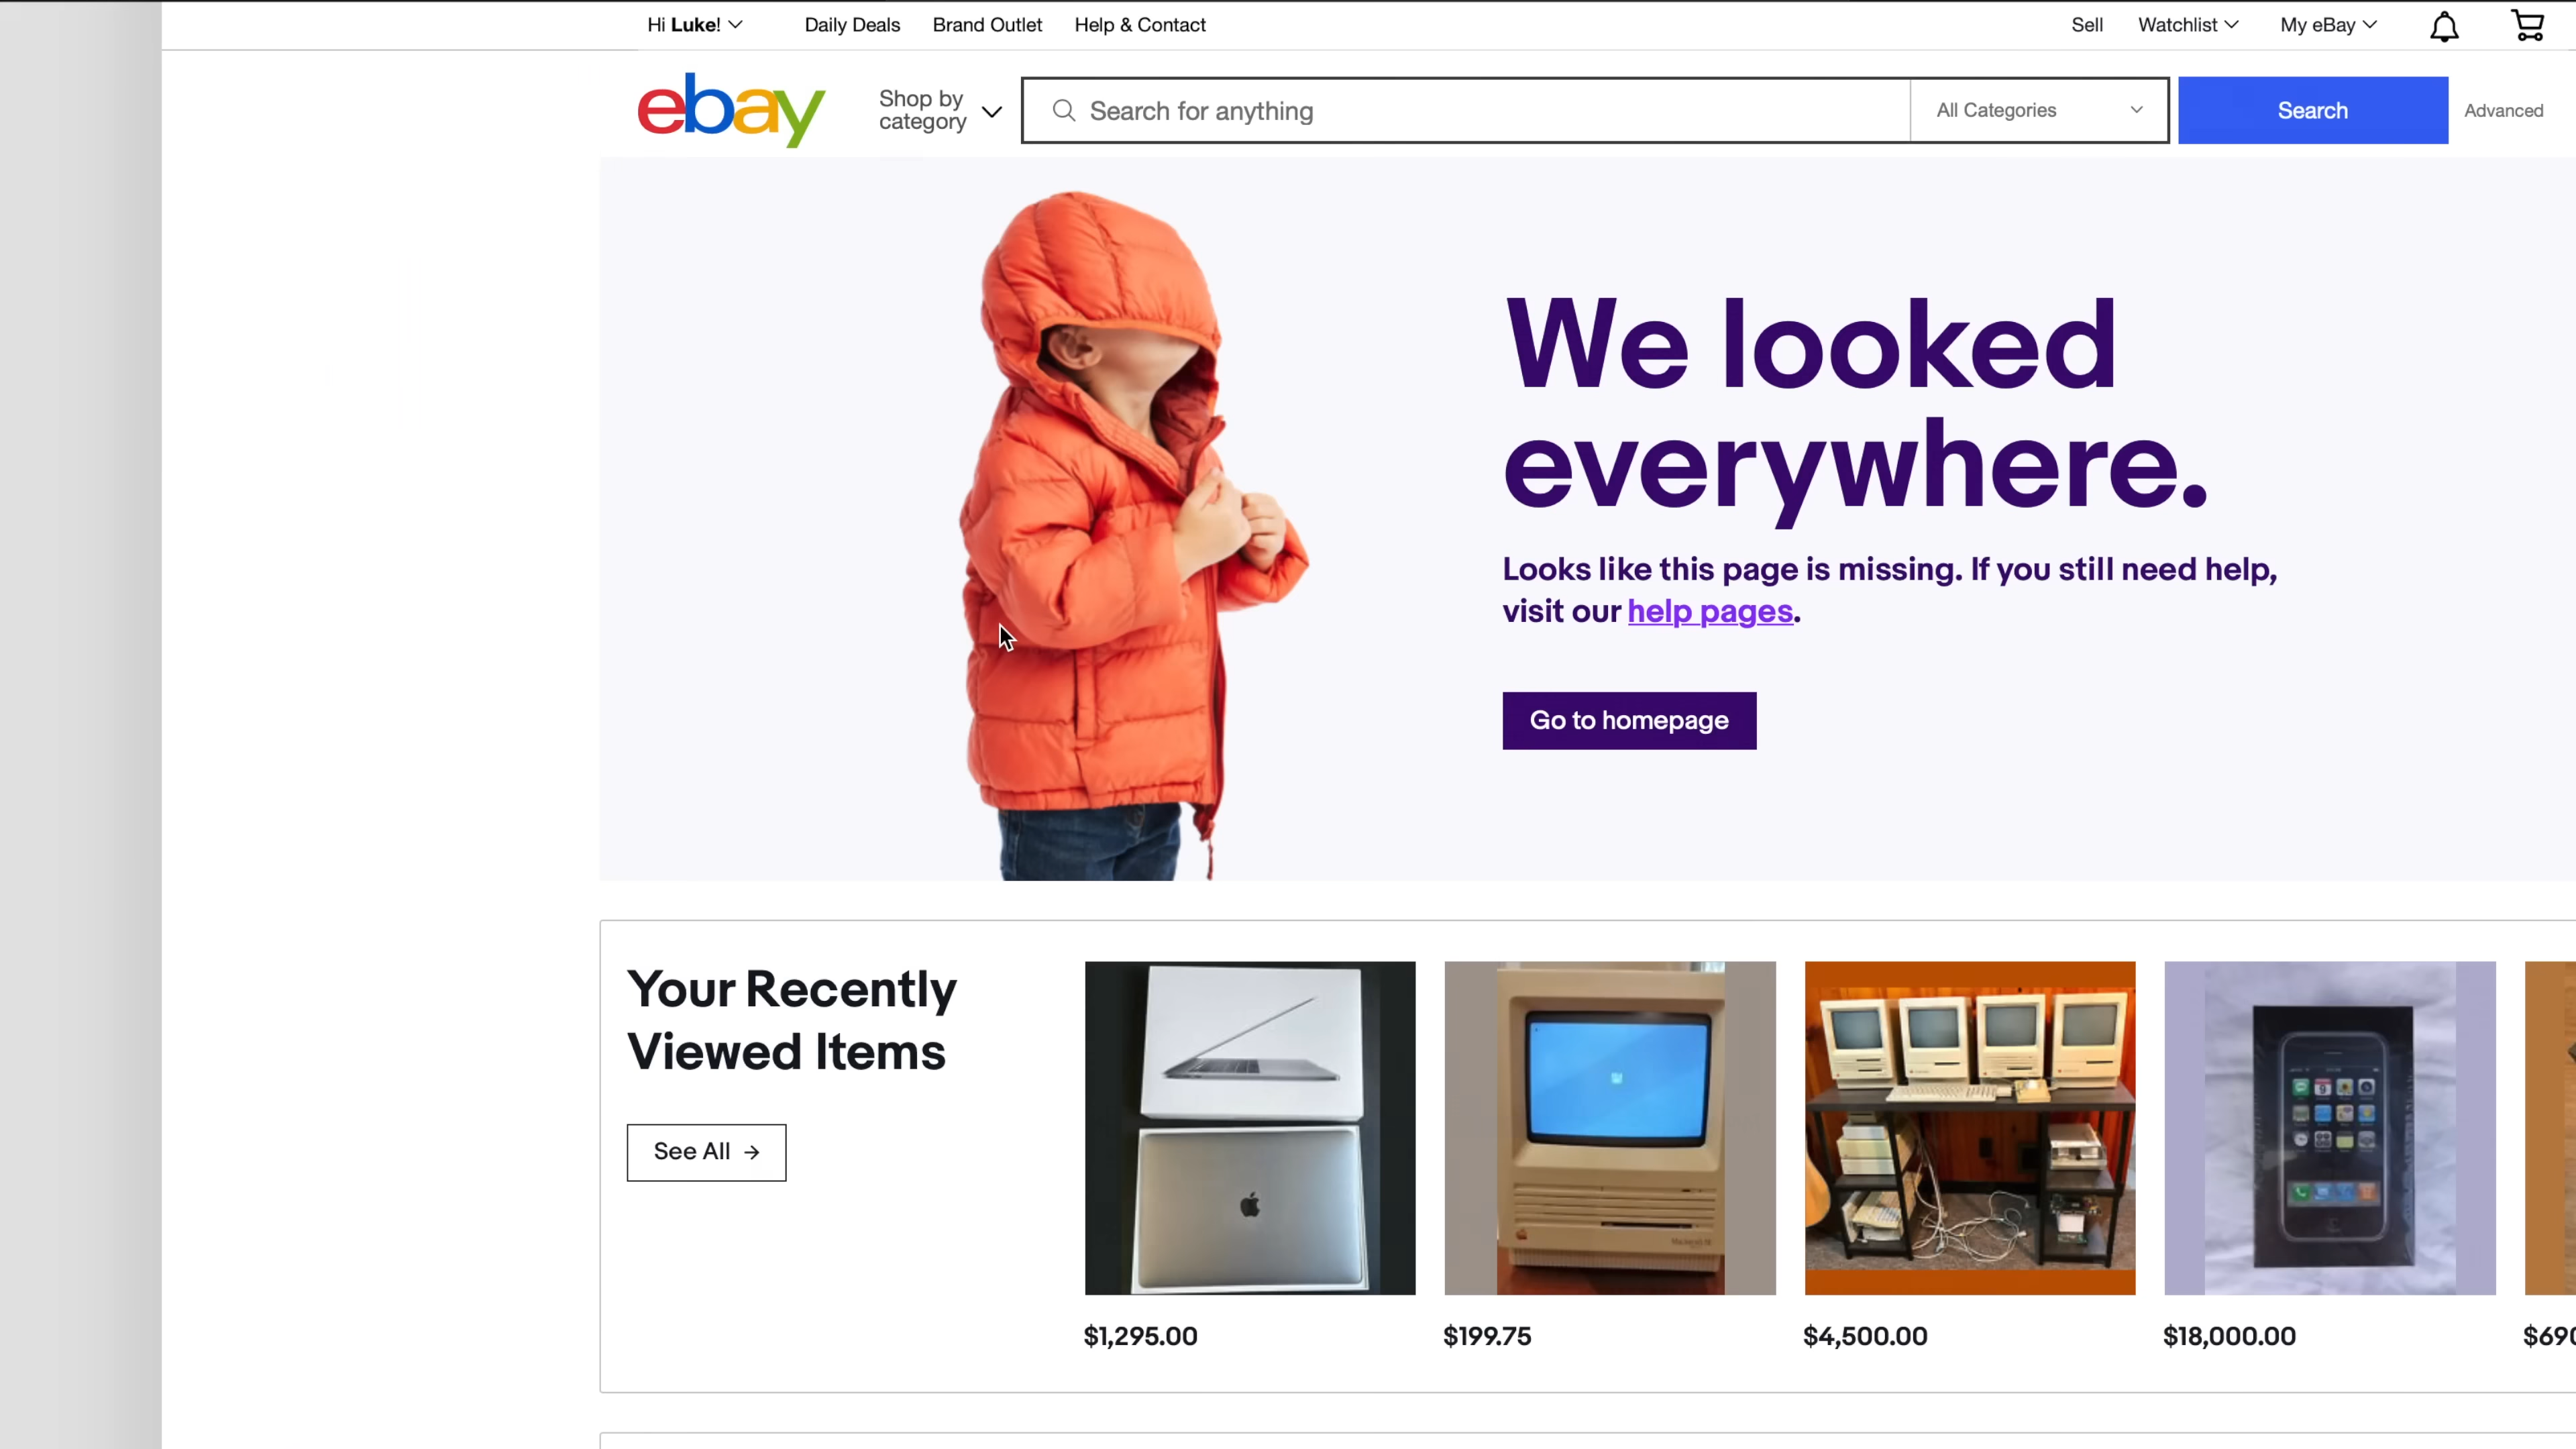 Hi Luke!
Daily Deals
Brand Outlet
Help & Contact
Sell
Watchlist
My eBay
ebay
Shop by
category
Search for anything
All Categories
Search
Advanced
We looked
everywhere.
Looks like this page is missing. If you still need help,
visit our help pages.
Go to homepage
Your Recently
Viewed Items
See All →
$1,295.00
$199.75
$4,500.00
$18,000.00
$690